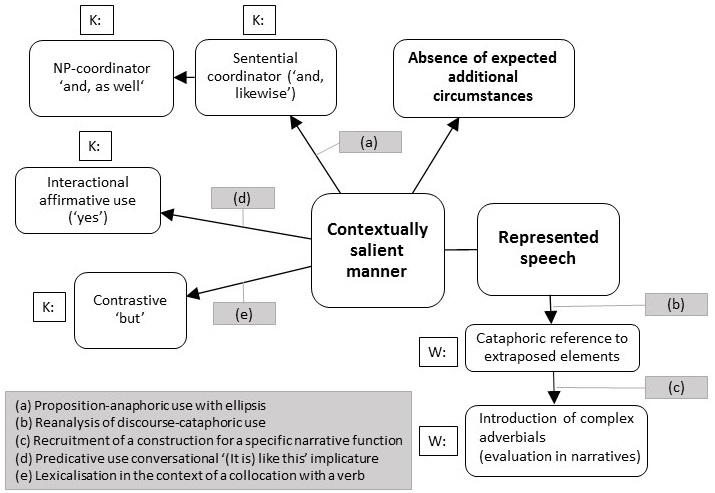 K:
K:
NP-coordinator
‘and, as well‘
Sentential
coordinator (‘and,
likewise’)
Absence of expected
additional
circumstances
(a)
K:
Interactional
affirmative use
(‘yes’)
(d)
Contextually
salient
manner
Represented
speech
K:
Contrastive
‘but’
(e)
(b)
W:
Cataphoric reference to
extraposed elements
(c)
W:
Introduction of complex
adverbials
(evaluation in narratives)
(a) Proposition-anaphoric use with ellipsis
(b) Reanalysis of discourse-cataphoric use
(c) Recruitment of a construction for a specific narrative function
(d) Predicative use conversational ‘(It is) like this’ implicature
(e) Lexicalisation in the context of a collocation with a verb